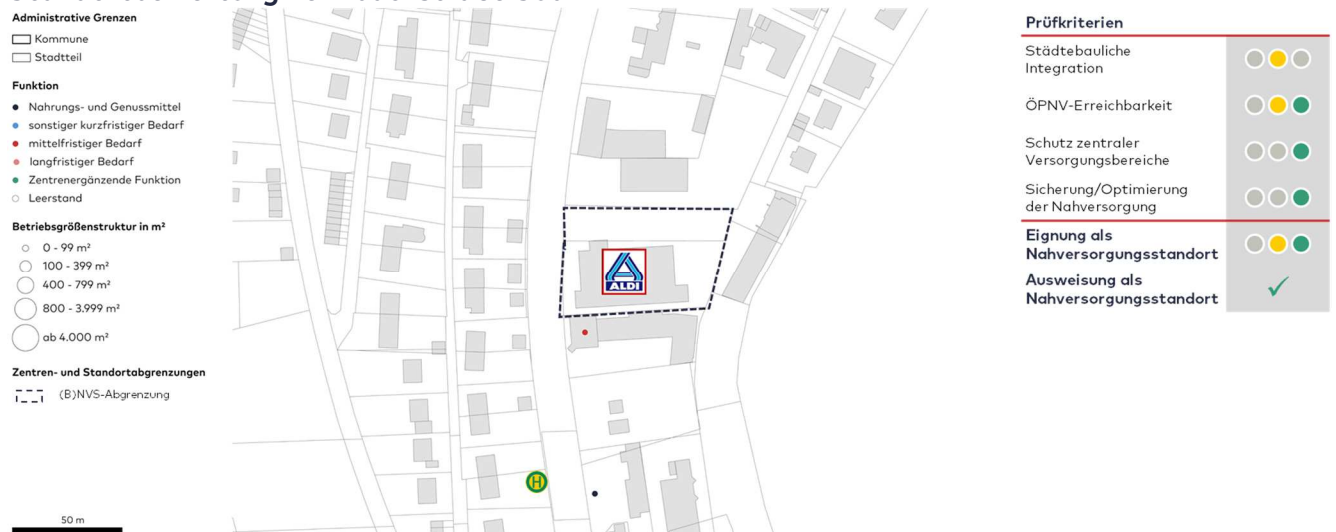 Administrative Grenzen
Kommune
Stadtteil
Funktion
Nahrungs- und Genussmittel
sonstiger kurzfristiger Bedarf
mittelfristiger Bedarf
langfristiger Bedarf
Zentrenergänzende Funktion
Leerstand
Betriebsgrößenstruktur in m²
0 - 99 m²
100 - 399 m²
400 - 799 m²
800 - 3.999 m²
ab 4.000 m²
Zentren- und Standortabgrenzungen
(B)NVS-Abgrenzung
50 m
ALDI
H
Prüfkriterien
Städtebauliche
Integration
ÖPNV-Erreichbarkeit
Schutz zentraler
Versorgungsbereiche
Sicherung/Optimierung
der Nahversorgung
Eignung als
Nahversorgungsstandort
Ausweisung als
Nahversorgungsstandort